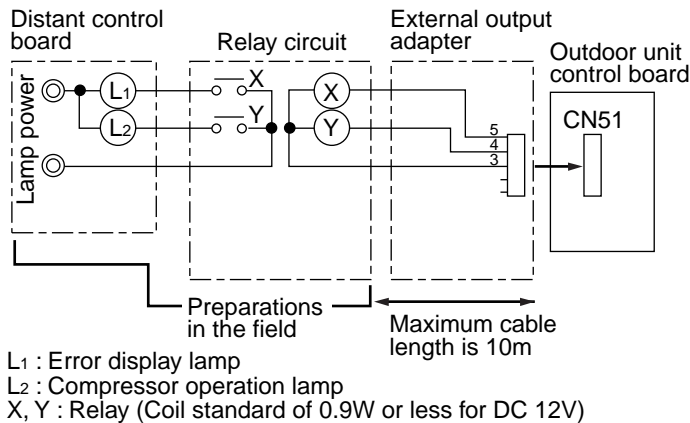 Distant control
board
Relay circuit
External output
adapter
Outdoor unit
control board
Lamp power
L1
L2
X
Y
X
Y
5
4
3
CN51
Preparations
in the field
Maximum cable
length is 10m
L1 : Error display lamp
L2 : Compressor operation lamp
X, Y : Relay (Coil standard of 0.9W or less for DC 12V)